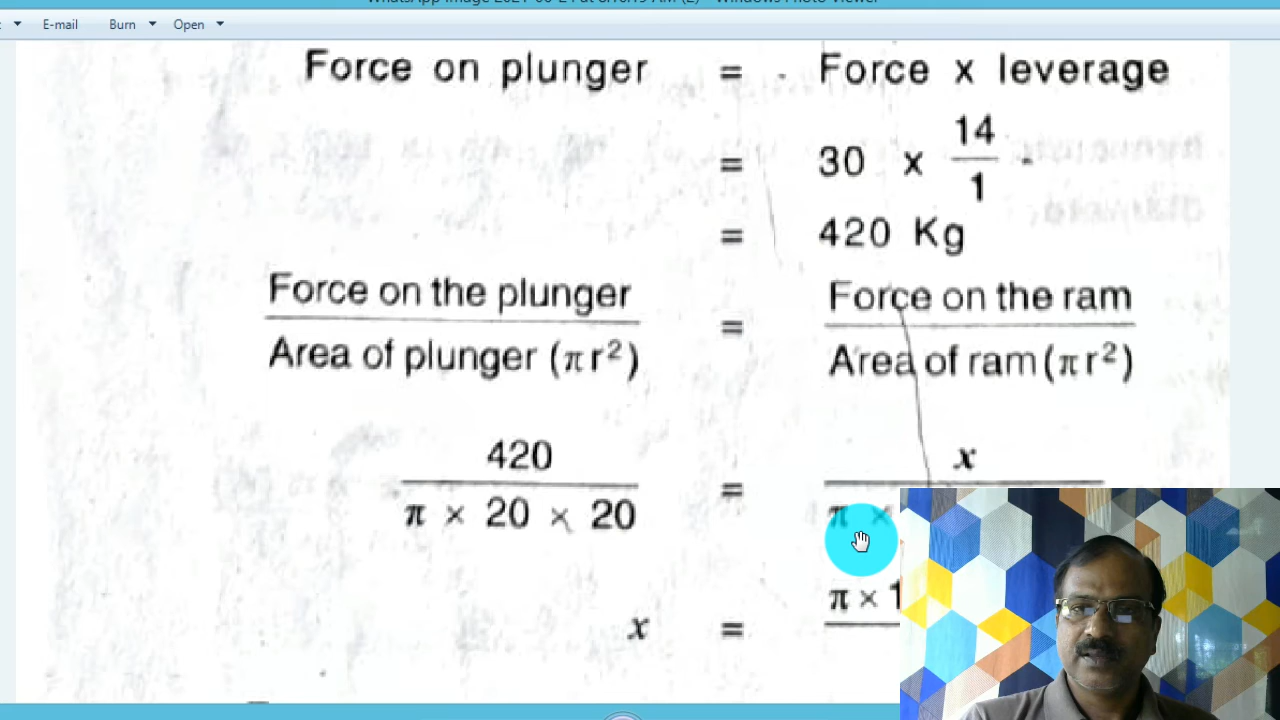 E-mail Burn Open
Force on plunger = Force x leverage
= 30 x 14
1
= 420 Kg
Force on the plunger = Force on the ram
Area of plunger (πr²) Area of ram (πr²)
420 = x
π × 20 × 20 π ×
x = π ×